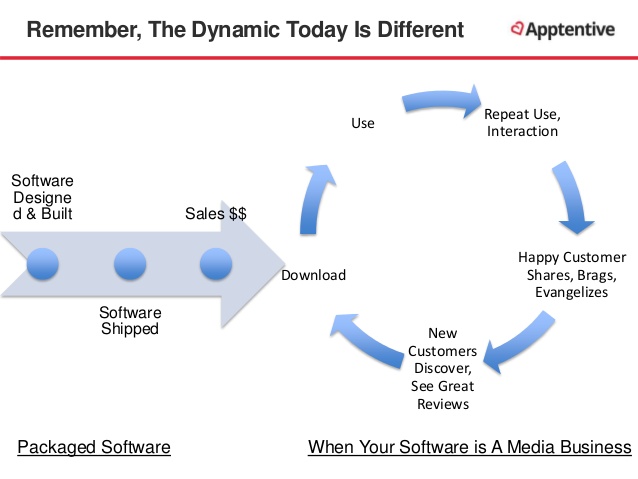 Remember, The Dynamic Today Is Different
Apptentive
Software
Designe
d & Built
Sales $$
Software
Shipped
Use
Repeat Use,
Interaction
Happy Customer
Shares, Brags,
Evangelizes
New
Customers
Discover,
See Great
Reviews
Download
Packaged Software
When Your Software is A Media Business